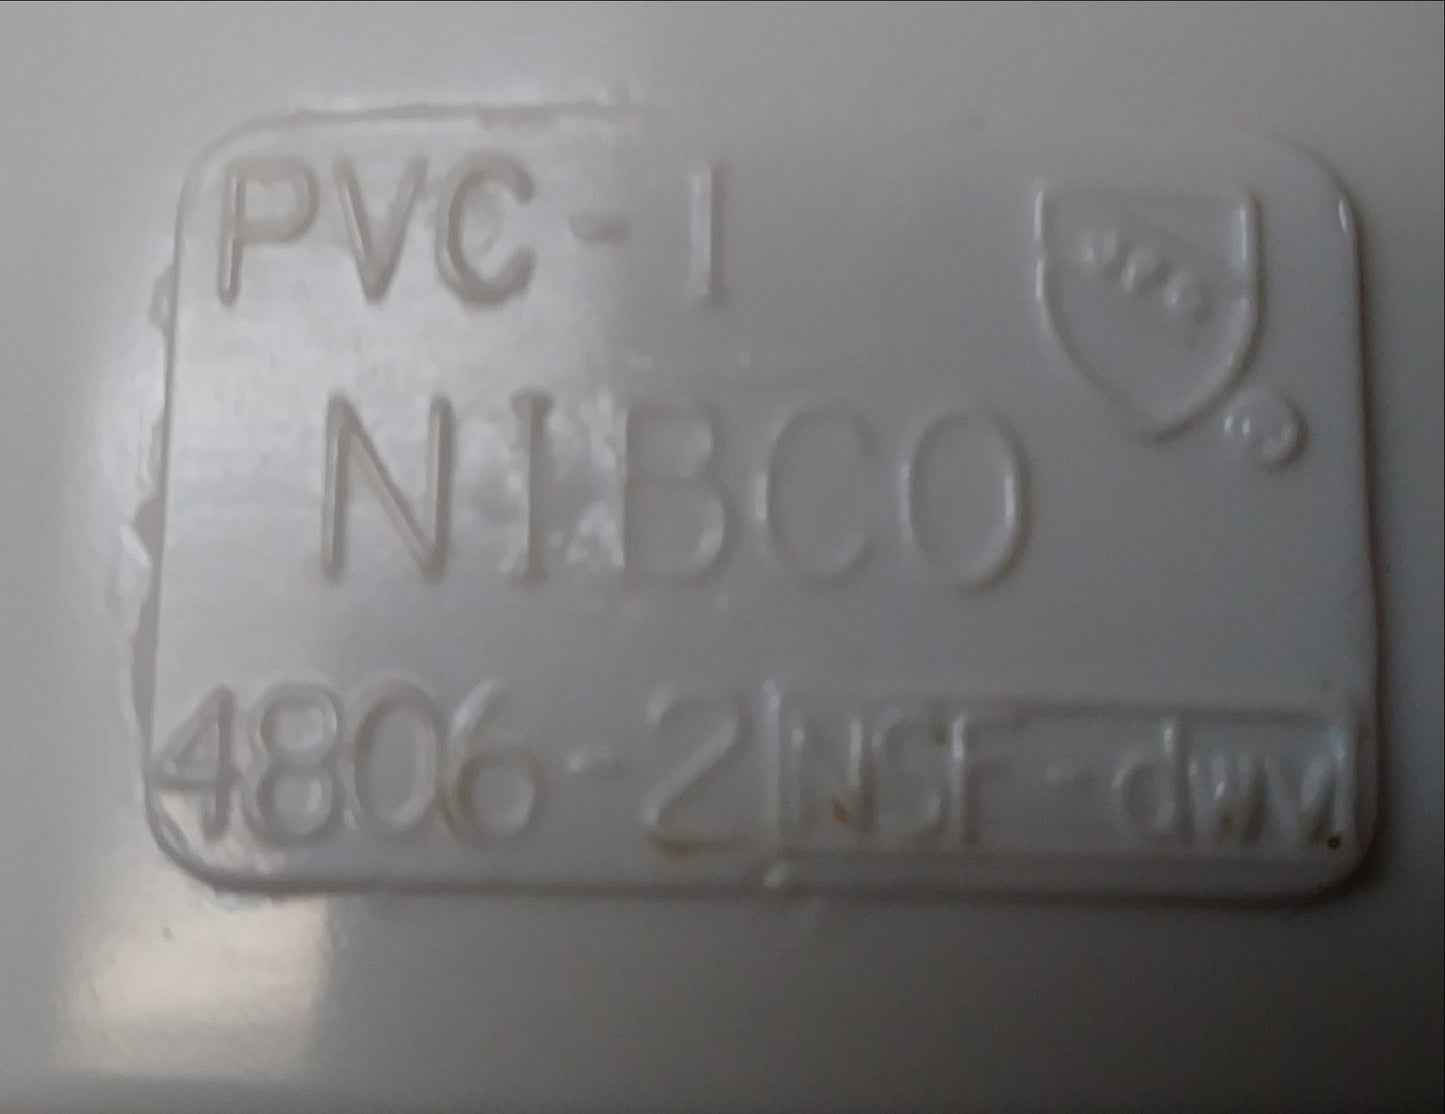 PVC - I
NIBCO
4806 - 2 NSF - dwv